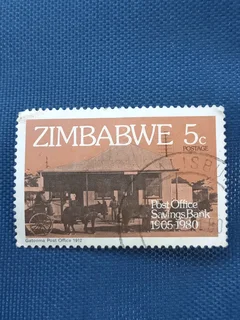 ZIMBABWE 5c
POSTAGE
Post Office
Savings Bank
1905-1980
Gatooma Post Office 1912